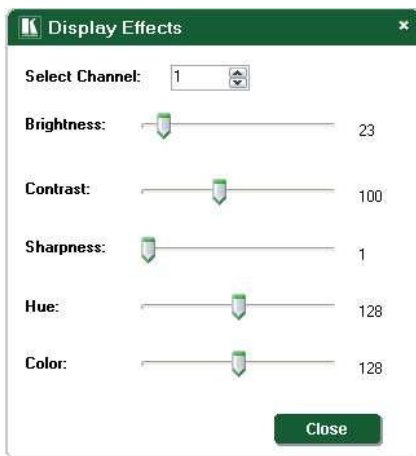 K Display Effects ×
Select Channel: 1
Brightness: 23
Contrast: 100
Sharpness: 1
Hue: 128
Color: 128
Close